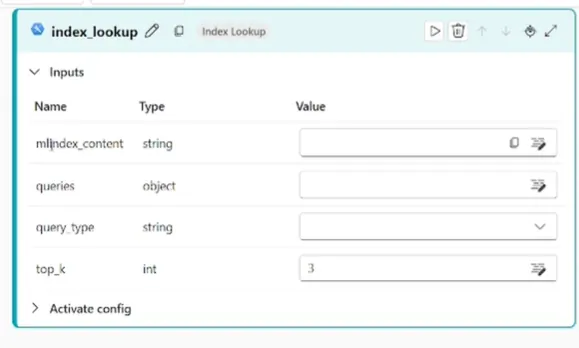 index_lookup Index Lookup
Inputs
Name Type Value
mlindex_content string
queries object
query_type string
top_k int 3
Activate config